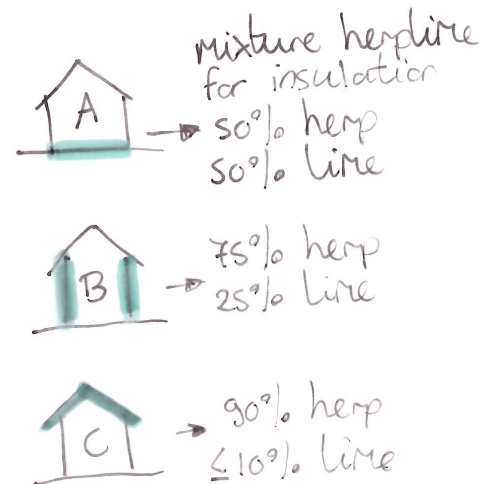 mixture hemplime
for insulation
A
50% hemp
50% lime
B
75% hemp
25% lime
C
90% hemp
≤10% lime